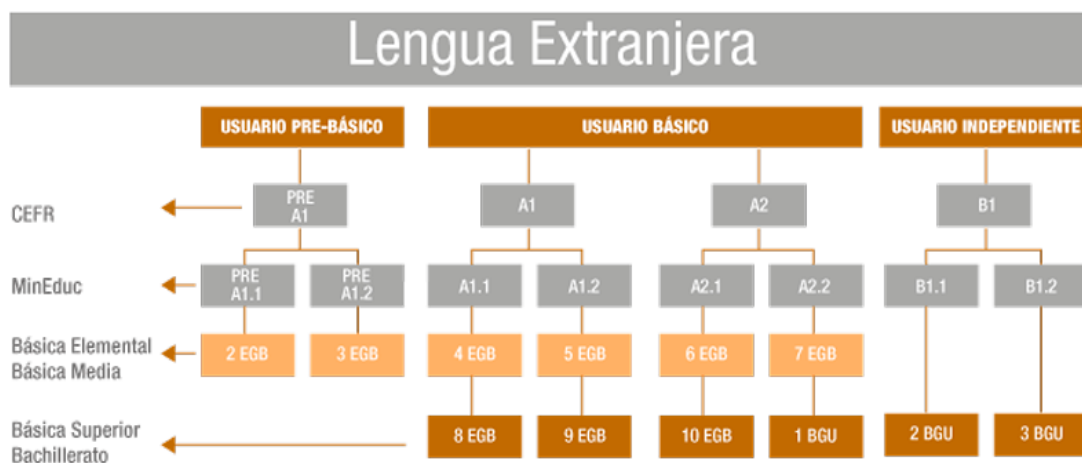 Lengua Extranjera
USUARIO PRE-BÁSICO USUARIO BÁSICO USUARIO INDEPENDIENTE
CEFR
PRE
A1
A1 A2 B1
MinEduc
PRE
A1.1
PRE
A1.2
A1.1 A1.2 A2.1 A2.2 B1.1 B1.2
Básica Elemental
Básica Media
2 EGB 3 EGB 4 EGB 5 EGB 6 EGB 7 EGB
Básica Superior
Bachillerato
8 EGB 9 EGB 10 EGB 1 BGU 2 BGU 3 BGU